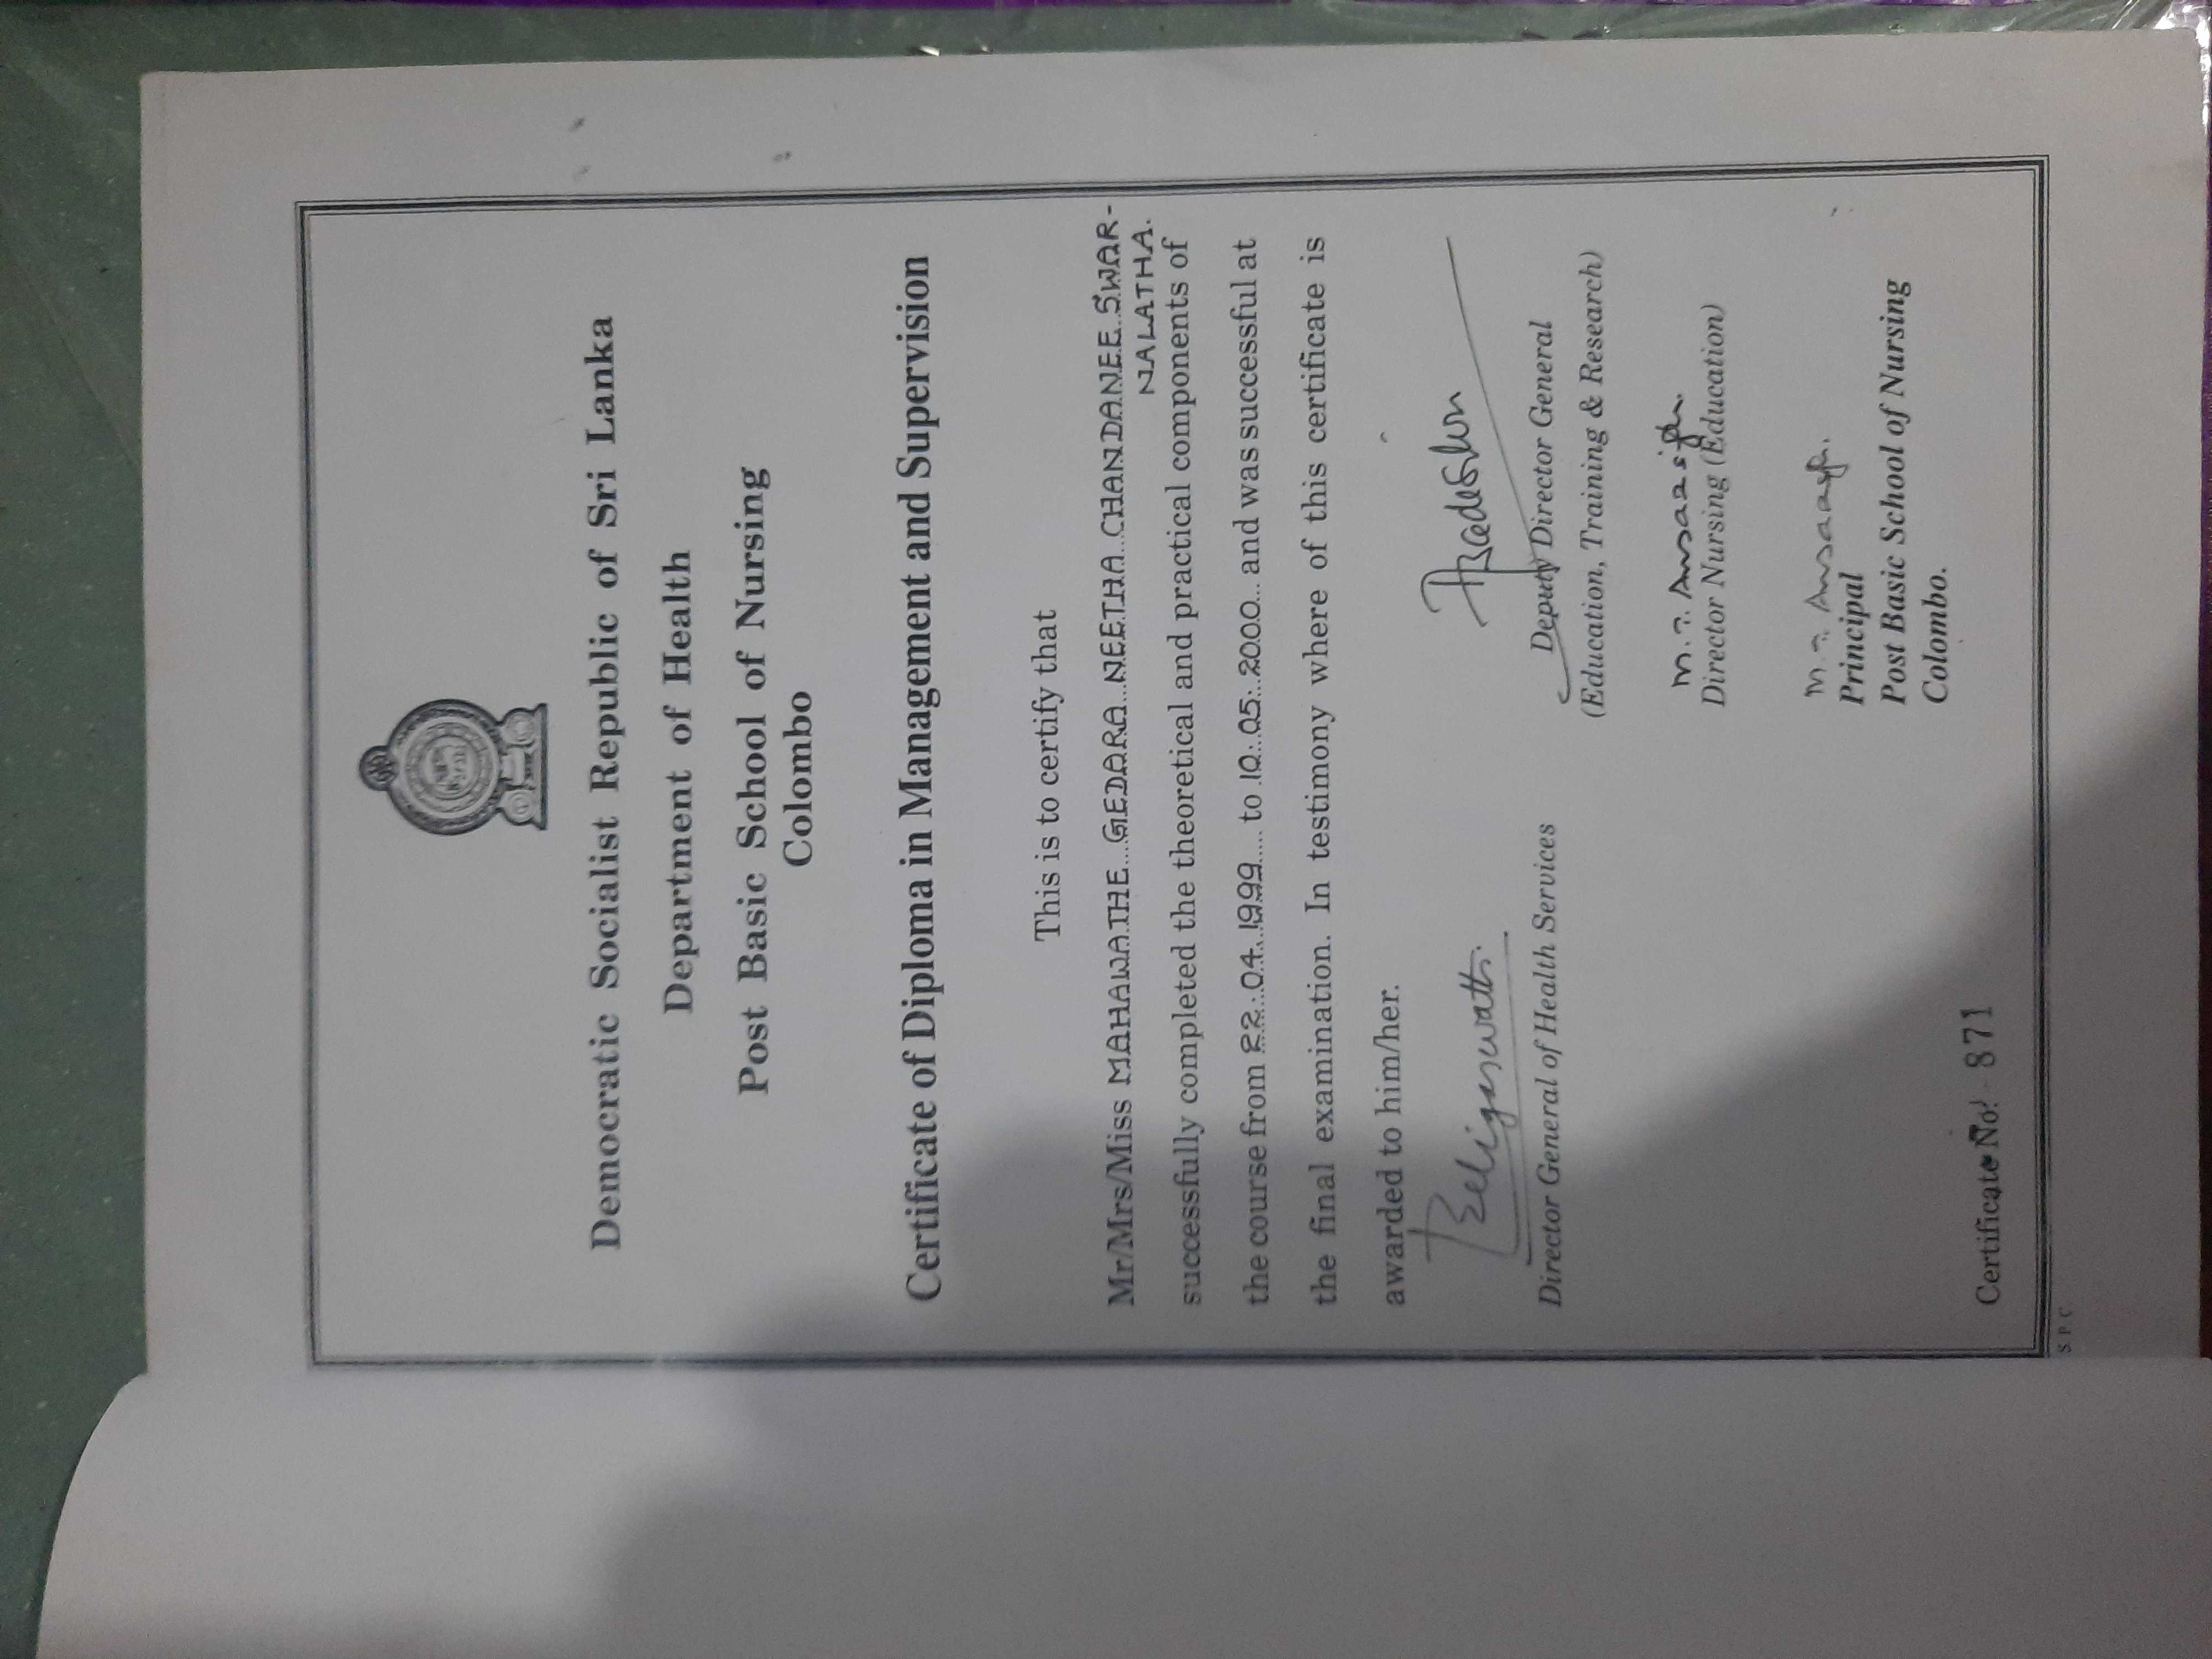 Democratic Socialist Republic of Sri Lanka
Department of Health
Post Basic School of Nursing
Colombo
Certificate of Diploma in Management and Supervision
This is to certify that
Mr/Mrs/Miss MAHAWATHE GEDARA NEETHA CHANDANEE SWAR-
NALATHA.
successfully completed the theoretical and practical components of
the course from 22.04.1999 to 10.05.2000 and was successful at
the final examination. In testimony where of this certificate is
awarded to him/her.
Director General of Health Services
Deputy Director General
(Education, Training & Research)
Director Nursing (Education)
Principal
Post Basic School of Nursing
Colombo.
Certificate No: 871
S P C